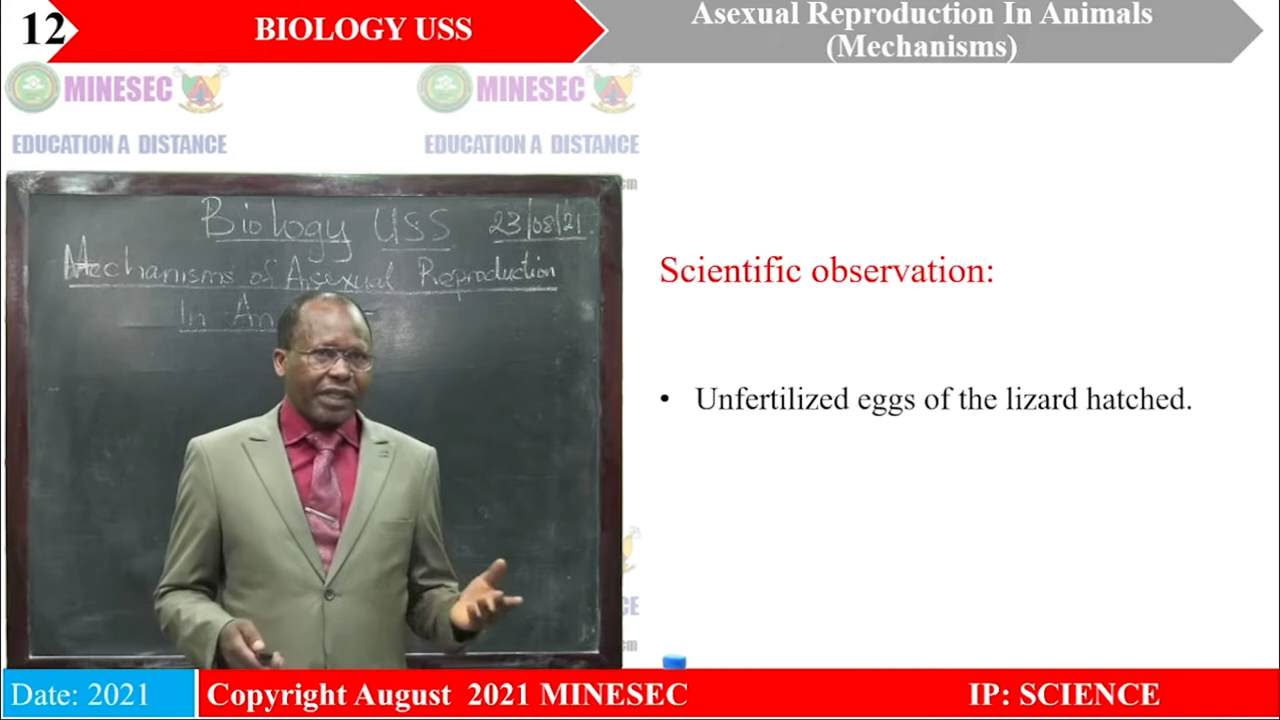 12
BIOLOGY USS
Asexual Reproduction In Animals
(Mechanisms)
MINESEC
MINESEC
EDUCATION A DISTANCE
EDUCATION A DISTANCE
Biology USS 23/08/21.
Mechanisms of Asexual Reproduction
In An
Scientific observation:
• Unfertilized eggs of the lizard hatched.
Date: 2021
Copyright August 2021 MINESEC
IP: SCIENCE